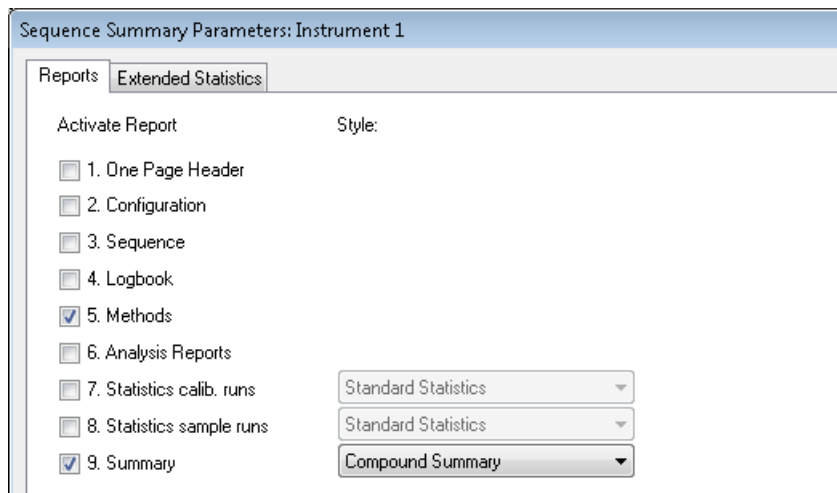 Sequence Summary Parameters: Instrument 1
Reports Extended Statistics
Activate Report Style:
1. One Page Header
2. Configuration
3. Sequence
4. Logbook
5. Methods
6. Analysis Reports
7. Statistics calib. runs Standard Statistics
8. Statistics sample runs Standard Statistics
9. Summary Compound Summary